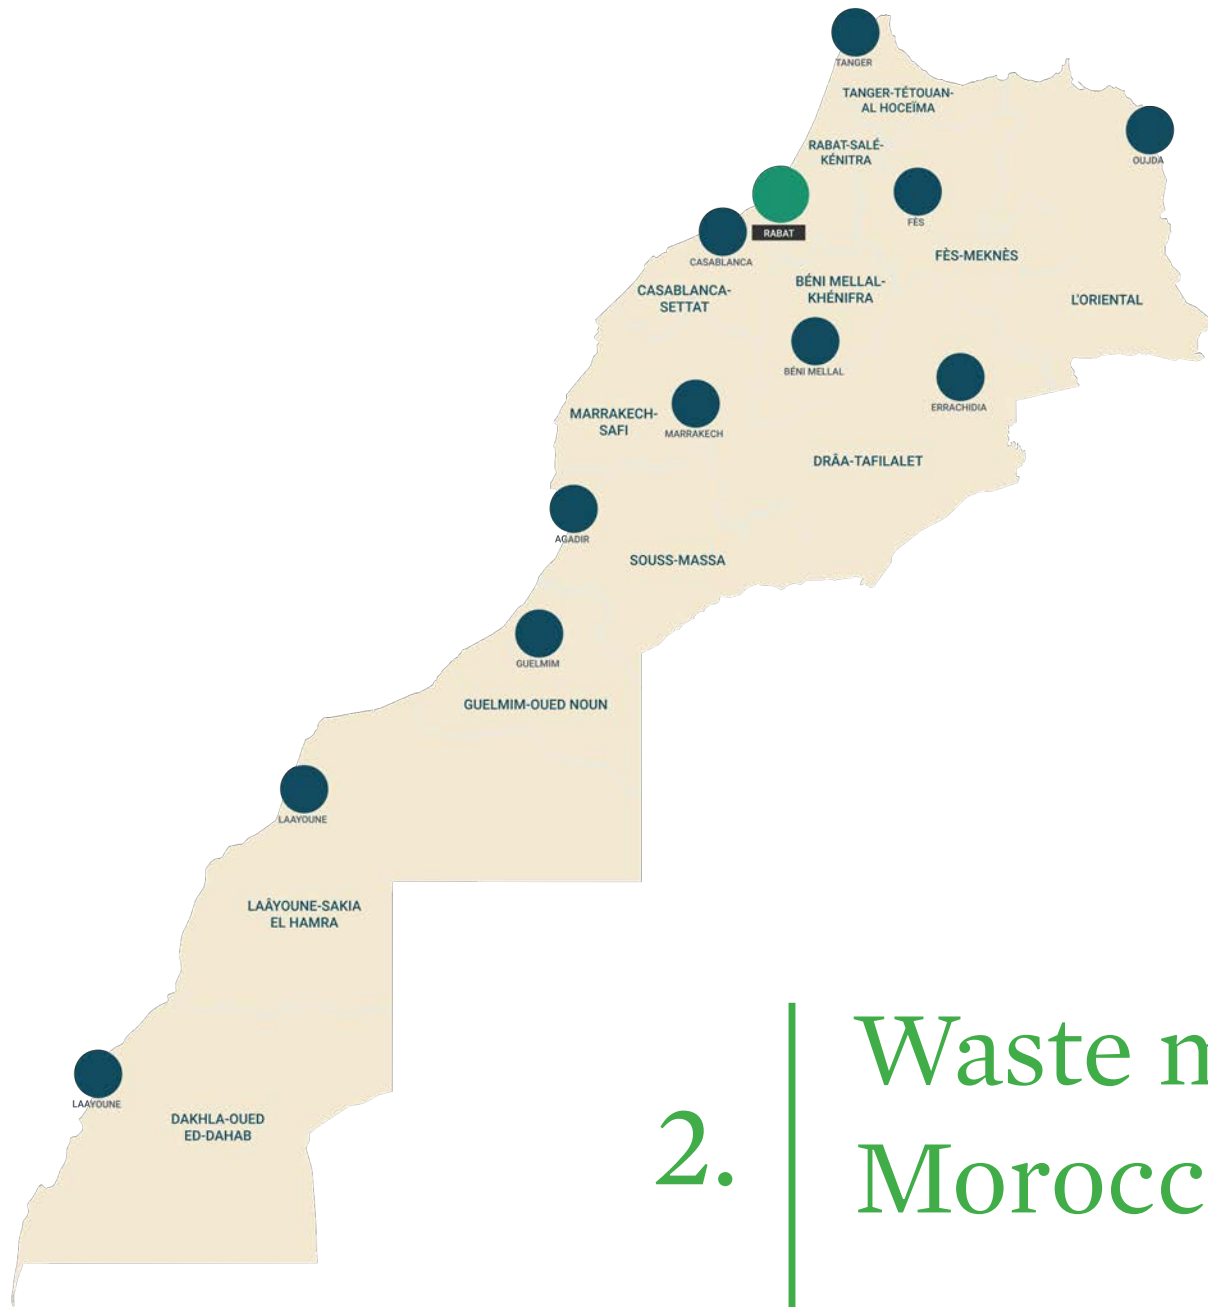 TANGER
TANGER-TÉTOUAN-
AL HOCEÏMA
OUJDA
RABAT-SALÉ-
KÉNITRA
FÈS
RABAT
CASABLANCA
FÈS-MEKNÈS
CASABLANCA-
SETTAT
BÉNI MELLAL-
KHÉNIFRA
L'ORIENTAL
BÉNI MELLAL
ERRACHIDIA
MARRAKECH-
SAFI
MARRAKECH
DRÂA-TAFILALET
AGADIR
SOUSS-MASSA
GUELMIM
GUELMIM-OUED NOUN
LAAYOUNE
LAÂYOUNE-SAKIA
EL HAMRA
LAAYOUNE
DAKHLA-OUED
ED-DAHAB
2.
Waste
Morocc